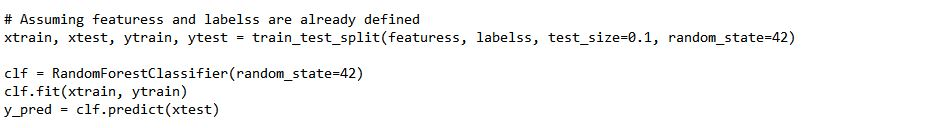 # Assuming featuress and labelss are already defined
xtrain, xtest, ytrain, ytest = train_test_split(featuress, labelss, test_size=0.1, random_state=42)
clf = RandomForestClassifier(random_state=42)
clf.fit(xtrain, ytrain)
y_pred = clf.predict(xtest)